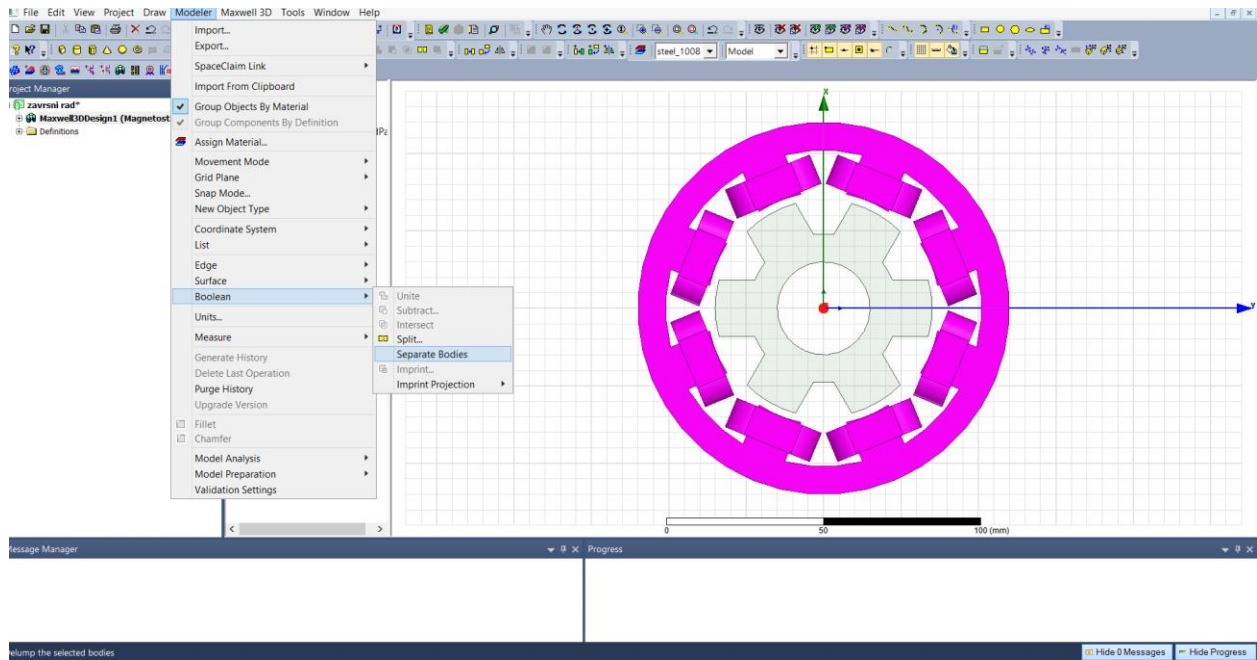 File Edit View Project Draw Modeler Maxwell 3D Tools Window Help
steel_1008 Model
Project Manager
zavrsni rad*
Maxwell3DDesign1 (Magnetost
Definitions
Import...
Export...
SpaceClaim Link
Import From Clipboard
Group Objects By Material
Group Components By Definition
Assign Material...
Movement Mode
Grid Plane
Snap Mode...
New Object Type
Coordinate System
List
Edge
Surface
Boolean
Units...
Measure
Generate History
Delete Last Operation
Purge History
Upgrade Version
Fillet
Chamfer
Model Analysis
Model Preparation
Validation Settings
Unite
Subtract...
Intersect
Split...
Separate Bodies
Imprint...
Imprint Projection
X
Y
0 50 100 (mm)
Message Manager
Progress
elump the selected bodies
Hide 0 Messages Hide Progress